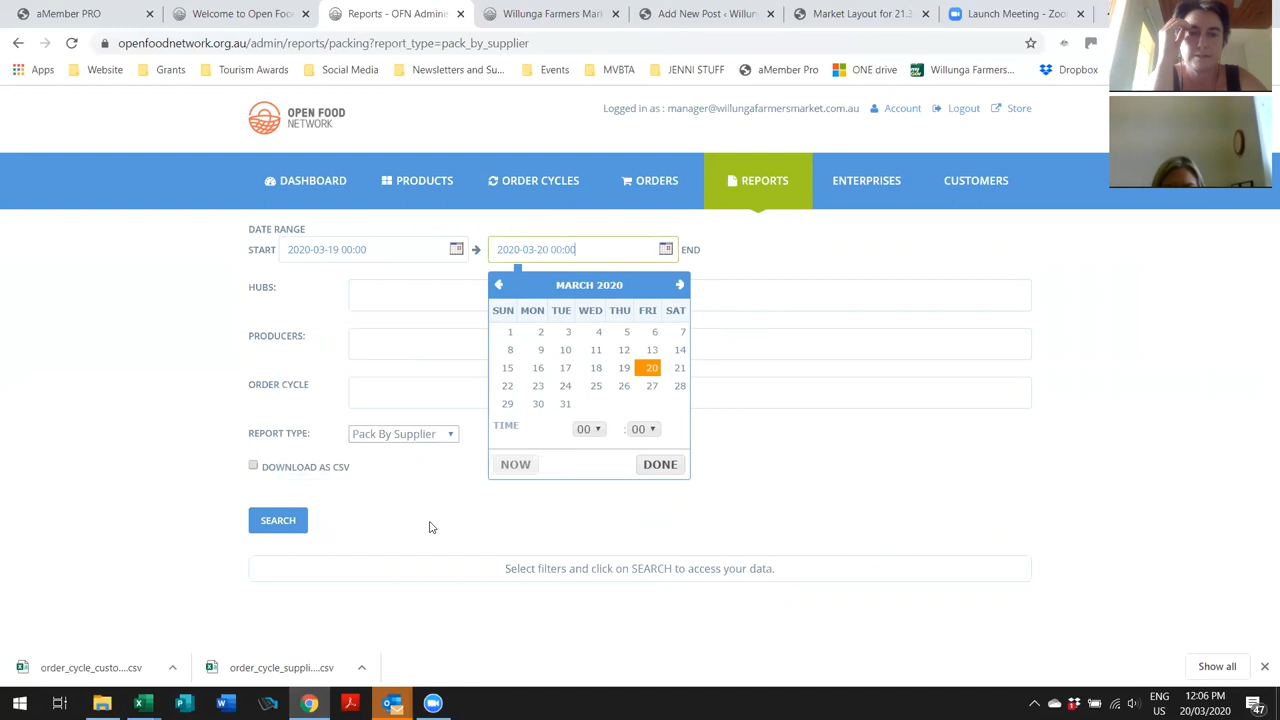 aMember PRO
Welcome to Open Food
Reports - OFN Adminis
Willunga Farmers Mark
Add New Post ‹ Willun
Market Layout for 21.3
Launch Meeting - Zoo
openfoodnetwork.org.au/admin/reports/packing?report_type=pack_by_supplier
Apps Website Grants Tourism Awards Social Media Newsletters and Su... Events MVBTA JENNI STUFF aMember Pro ONE drive Willunga Farmers... Dropbox
OPEN FOOD
NETWORK
Logged in as : manager@willungafarmersmarket.com.au Account Logout Store
DASHBOARD PRODUCTS ORDER CYCLES ORDERS REPORTS ENTERPRISES CUSTOMERS
DATE RANGE
START 2020-03-19 00:00 2020-03-20 00:00 END
MARCH 2020
SUN MON TUE WED THU FRI SAT
1 2 3 4 5 6 7
8 9 10 11 12 13 14
15 16 17 18 19 20 21
22 23 24 25 26 27 28
29 30 31
TIME 00 : 00
NOW DONE
HUBS:
PRODUCERS:
ORDER CYCLE
REPORT TYPE: Pack By Supplier
DOWNLOAD AS CSV
SEARCH
Select filters and click on SEARCH to access your data.
order_cycle_custo....csv order_cycle_suppli....csv Show all
ENG 12:06 PM
US 20/03/2020 47